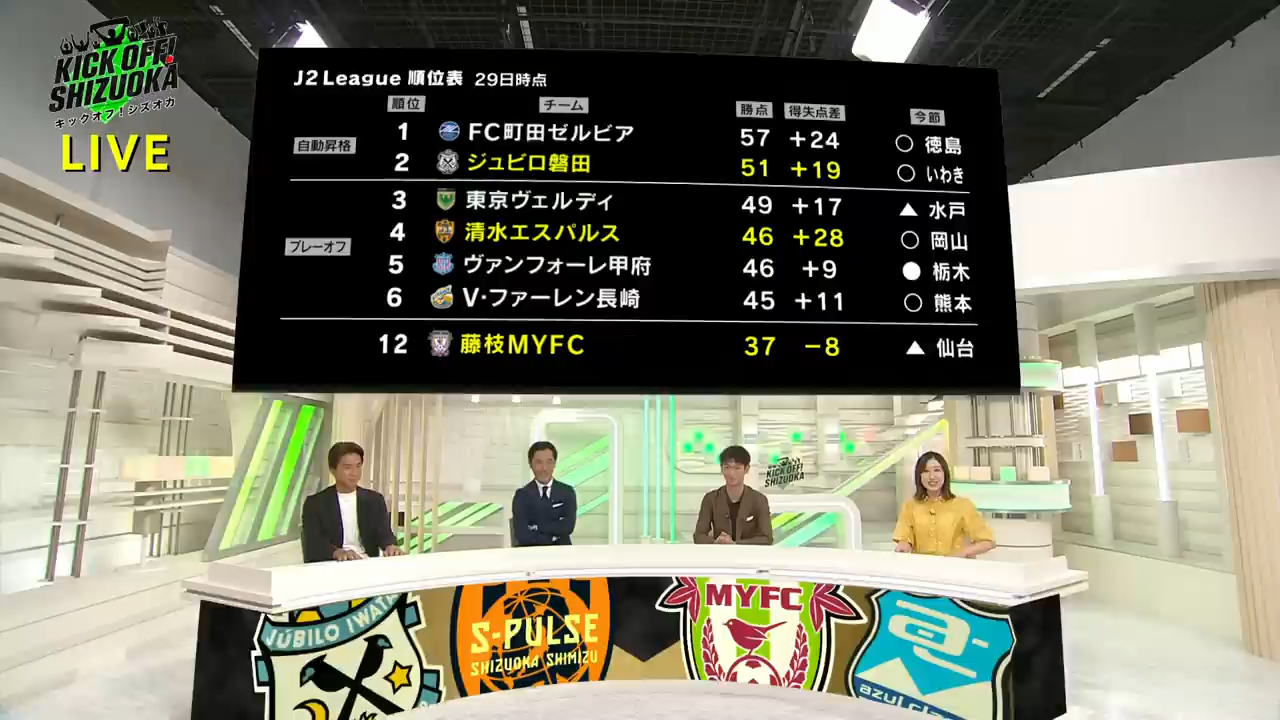 KICK OFF!
SHIZUOKA
キックオフ!シズオカ
LIVE
J2 League 順位表 29日時点
順位 チーム 勝点 得失点差 今節
自動昇格
1 FC町田ゼルビア 57 +24 ○ 徳島
2 ジュビロ磐田 51 +19 ○ いわき
プレーオフ
3 東京ヴェルディ 49 +17 ▲ 水戸
4 清水エスパルス 46 +28 ○ 岡山
5 ヴァンフォーレ甲府 46 +9 ● 栃木
6 V・ファーレン長崎 45 +11 ○ 熊本
12 藤枝MYFC 37 −8 ▲ 仙台
KICK OFF!
SHIZUOKA
JÚBILO IWATA
S-PULSE
SHIZUOKA SHIMIZU
MYFC
azul